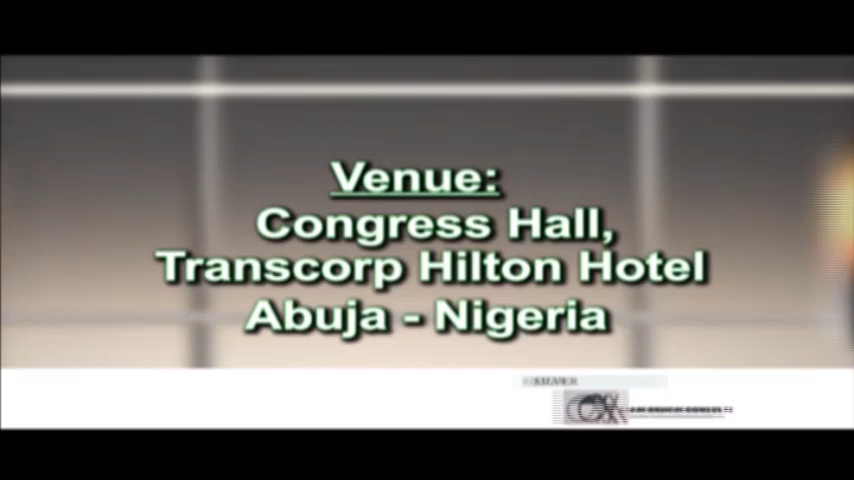 Venue:
Congress Hall,
Transcorp Hilton Hotel
Abuja - Nigeria